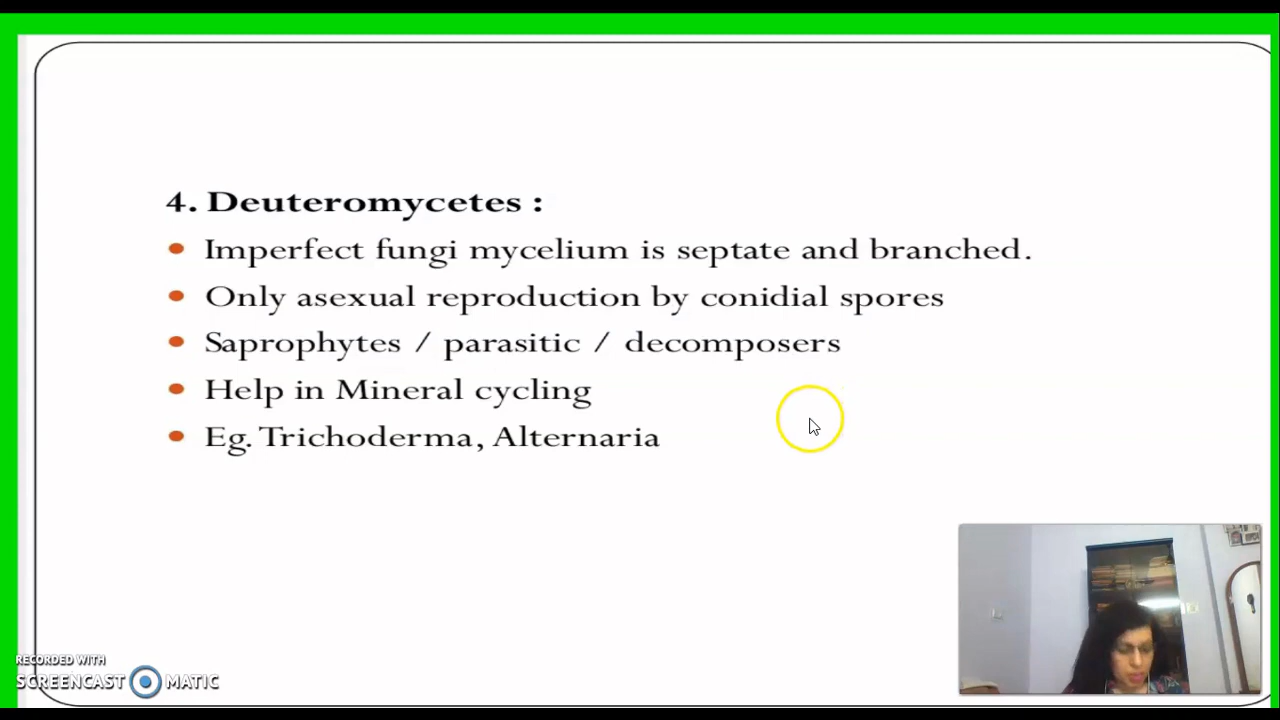 4. Deuteromycetes :
Imperfect fungi mycelium is septate and branched.
Only asexual reproduction by conidial spores
Saprophytes / parasitic / decomposers
Help in Mineral cycling
Eg. Trichoderma, Alternaria
RECORDED WITH
SCREENCAST MATIC